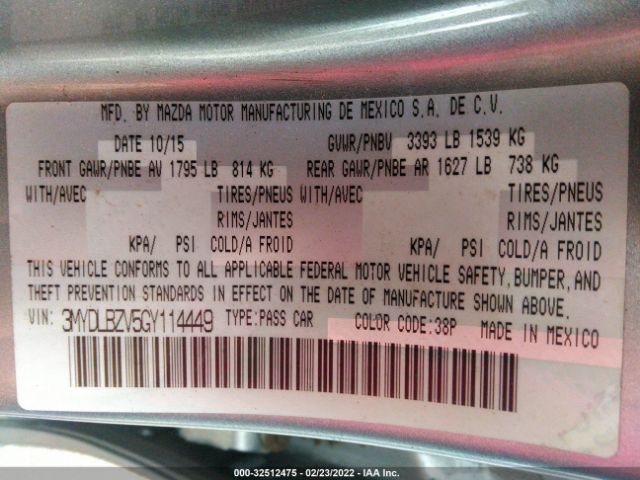 MFD. BY MAZDA MOTOR MANUFACTURING DE MEXICO S.A. DE C.V.
DATE 10/15 GVWR/PNBV 3393 LB 1539 KG
FRONT GAWR/PNBE AV 1795 LB 814 KG REAR GAWR/PNBE AR 1627 LB 738 KG
WITH/AVEC TIRES/PNEUS WITH/AVEC TIRES/PNEUS
RIMS/JANTES RIMS/JANTES
KPA/ PSI COLD/A FROID KPA/ PSI COLD/A FROID
THIS VEHICLE CONFORMS TO ALL APPLICABLE FEDERAL MOTOR VEHICLE SAFETY, BUMPER, AND
THEFT PREVENTION STANDARDS IN EFFECT ON THE DATE OF MANUFACTURE SHOWN ABOVE.
VIN: 3MYDLBZV5GY114449 TYPE:PASS CAR COLOR CODE:38P MADE IN MEXICO
000-32512475 - 02/23/2022 - IAA Inc.